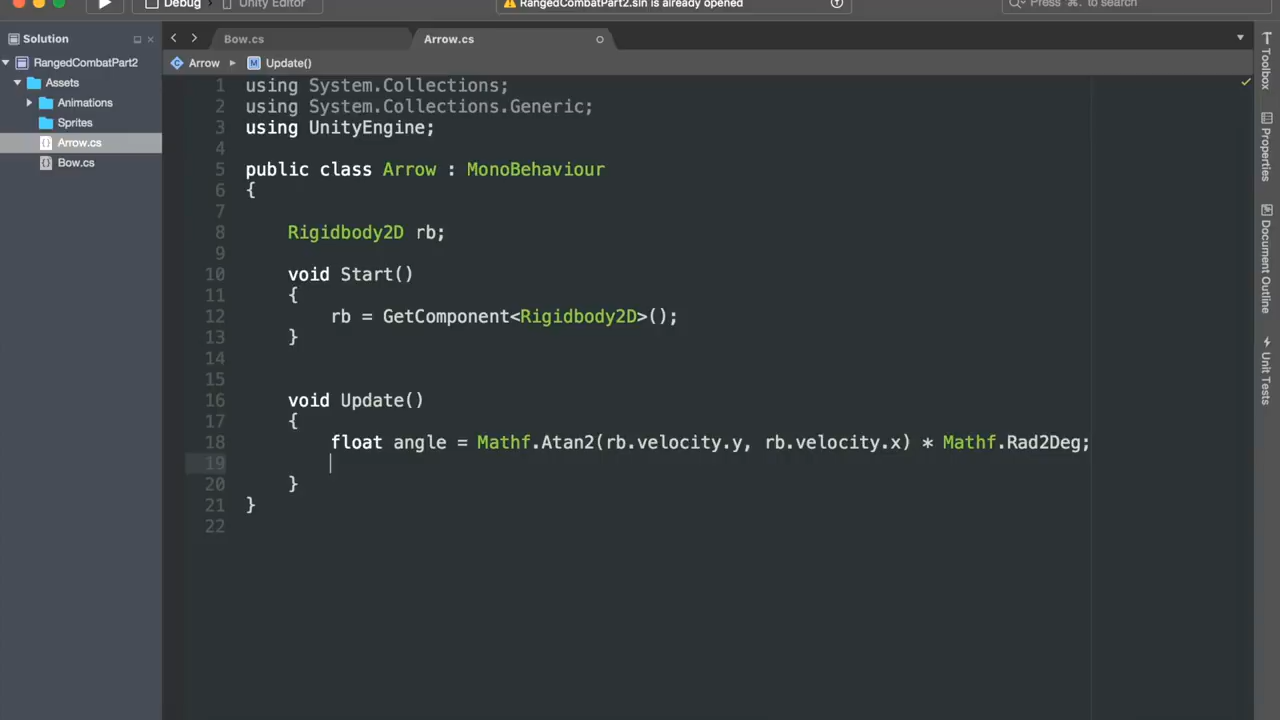 Debug
Unity Editor
RangedCombatPart2.sln is already opened
Press ⌘. to search
Solution
Bow.cs
Arrow.cs
RangedCombatPart2
Assets
Animations
Sprites
Arrow.cs
Bow.cs
Arrow
M Update()
1 using System.Collections;
2 using System.Collections.Generic;
3 using UnityEngine;
4
5 public class Arrow : MonoBehaviour
6 {
7
8 Rigidbody2D rb;
9
10 void Start()
11 {
12 rb = GetComponent<Rigidbody2D>();
13 }
14
15
16 void Update()
17 {
18 float angle = Mathf.Atan2(rb.velocity.y, rb.velocity.x) * Mathf.Rad2Deg;
19
20 }
21 }
22
Toolbox
Properties
Document Outline
Unit Tests